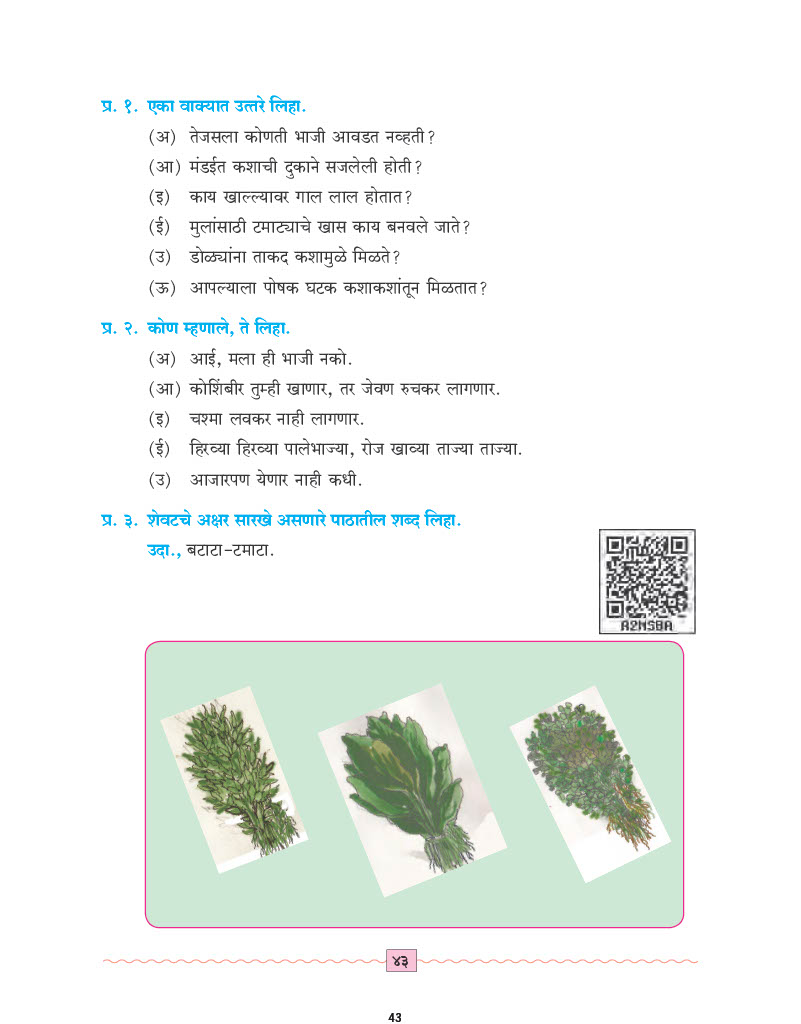 प्र. १. एका वाक्यात उत्तरे लिहा.
(अ) तेजसला कोणती भाजी आवडत नव्हती?
(आ) मंडईत कशाची दुकाने सजलेली होती?
(इ) काय खाल्ल्यावर गाल लाल होतात?
(ई) मुलांसाठी टमाट्याचे खास काय बनवले जाते?
(उ) डोळ्यांना ताकद कशामुळे मिळते?
(ऊ) आपल्याला पोषक घटक कशाकशांतून मिळतात?
प्र. २. कोण म्हणाले, ते लिहा.
(अ) आई, मला ही भाजी नको.
(आ) कोशिंबीर तुम्ही खाणार, तर जेवण रुचकर लागणार.
(इ) चश्मा लवकर नाही लागणार.
(ई) हिरव्या हिरव्या पालेभाज्या, रोज खाव्या ताज्या ताज्या.
(उ) आजारपण येणार नाही कधी.
प्र. ३. शेवटचे अक्षर सारखे असणारे पाठातील शब्द लिहा.
उदा., बटाटा-टमाटा.
A2MSBA
४३
43